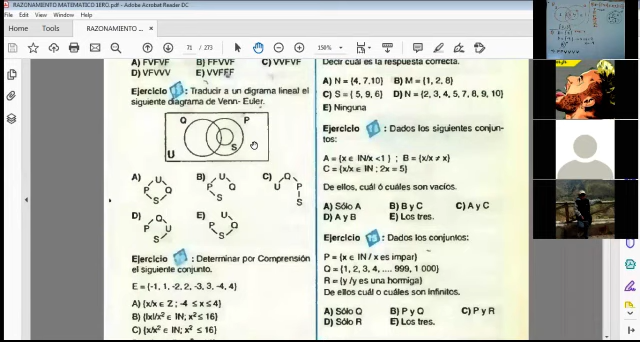 RAZONAMIENTO MATEMATICO 1ERO.pdf - Adobe Acrobat Reader DC
File Edit View Window Help
Home Tools RAZONAMIENTO ... ×
71 / 273
150%
A) FVFVF B) FFVVF C) VVFVF
D) VFVVV E) VVFFF
Ejercicio : Traducir a un digrama lineal el
siguiente diagrama de Venn- Euler.
Q P
S
U
A) U P Q S
B) U P Q S
C) Q U P S
D) Q P U S
E) U P Q S
Ejercicio : Determinar por Comprensión
el siguiente conjunto.
E = {-1, 1, -2, 2, -3, 3, -4, 4}
A) {x/x ∈ Z ; -4 ≤ x ≤ 4}
B) {lxl/x² ∈ IN; x² ≤ 16}
C) {x/x² ∈ IN; x² ≤ 16}
Decir cuál es la respuesta correcta.
A) N = {4,7,10} B) M = {1, 2, 8}
C) S = { 5, 9, 6} D) N = {2, 3, 4, 5, 7, 8, 9, 10}
E) Ninguna
Ejercicio : Dados los siguientes conjun-
tos:
A = {x ∈ IN/x < 1 } ; B = {x/x ≠ x}
C = {x/x ∈ IN ; 2x = 5}
De ellos, cuál ó cuáles son vacíos.
A) Sólo A B) B y C C) A y C
D) A y B E) Los tres.
Ejercicio : Dados los conjuntos:
P = {x ∈ IN / x es impar}
Q = {1, 2, 3, 4, .... 999, 1 000}
R = {y /y es una hormiga}
De ellos cuál ó cuáles son infinitos.
A) Sólo Q B) P y Q C) P y R
D) Sólo R E) Los tres.